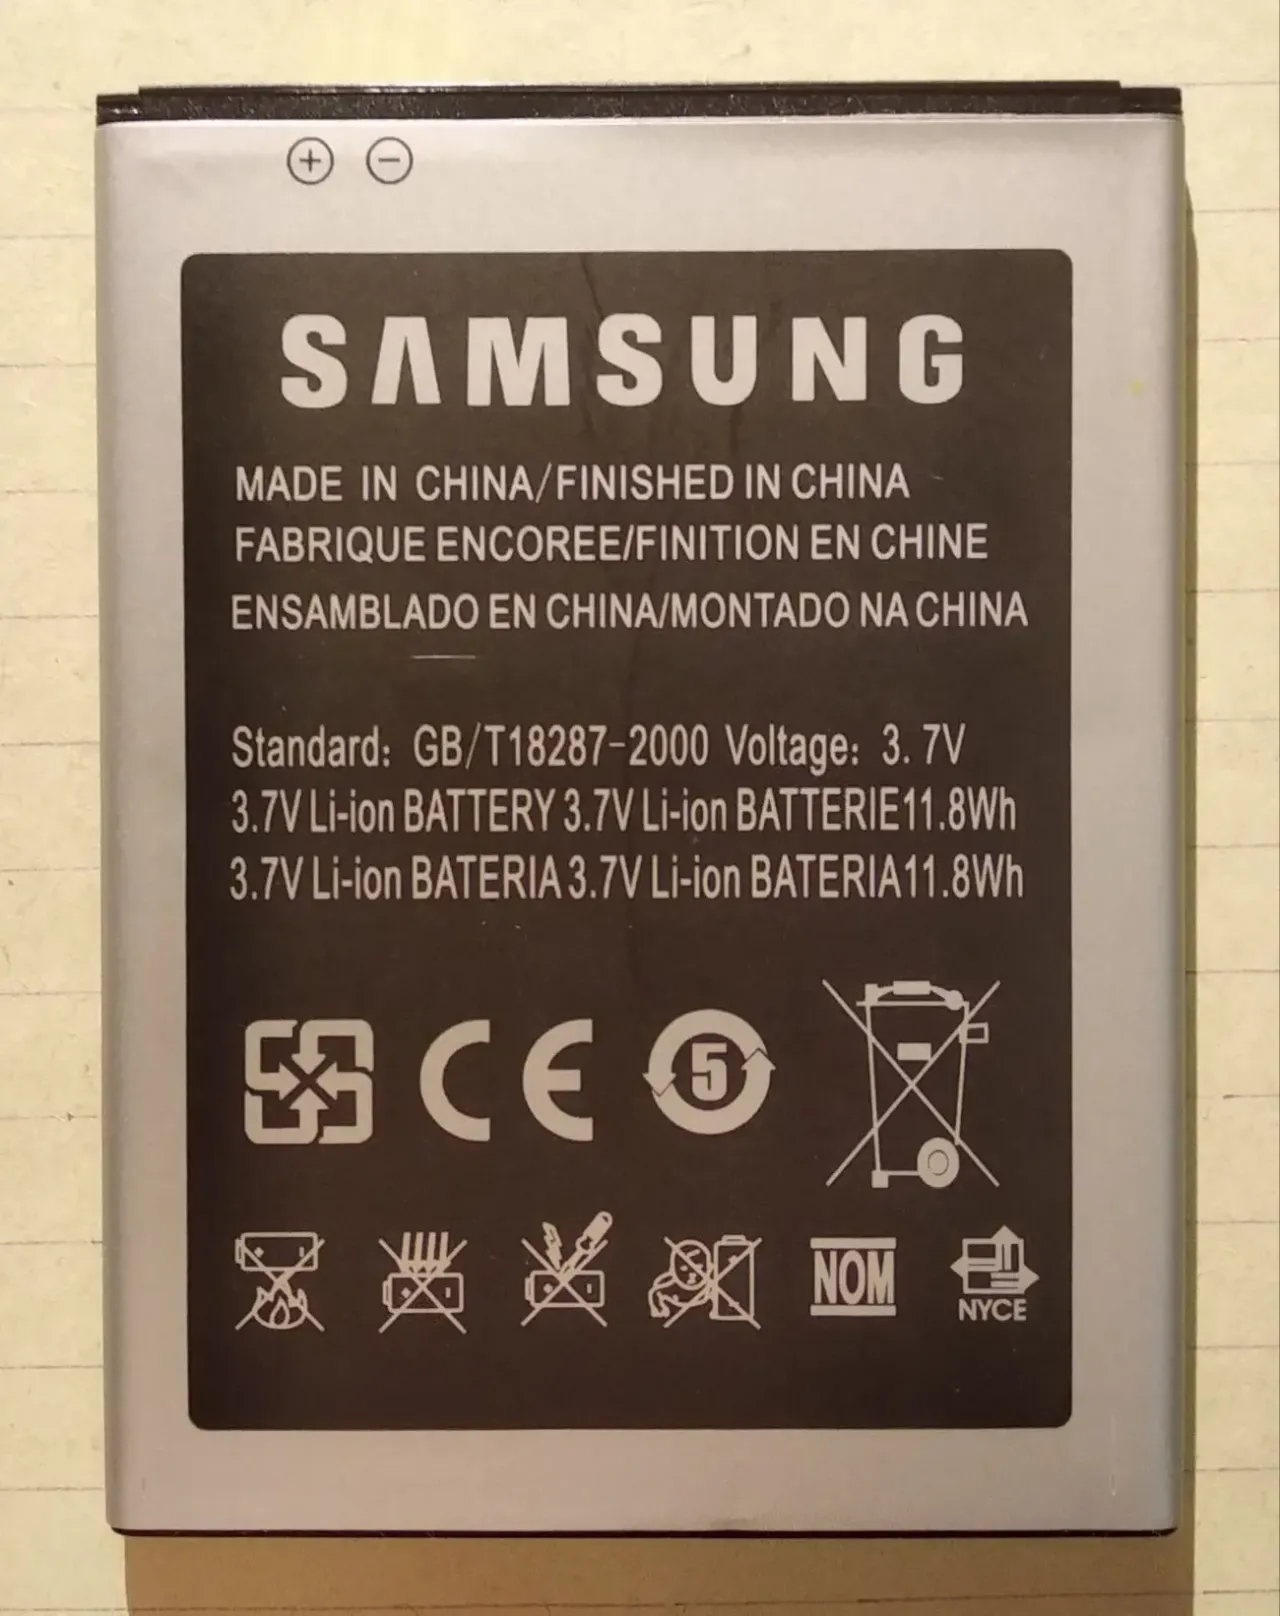 SAMSUNG
MADE IN CHINA/FINISHED IN CHINA
FABRIQUE ENCOREE/FINITION EN CHINE
ENSAMBLADO EN CHINA/MONTADO NA CHINA
Standard: GB/T18287-2000 Voltage: 3.7V
3.7V Li-ion BATTERY 3.7V Li-ion BATTERIE11.8Wh
3.7V Li-ion BATERIA 3.7V Li-ion BATERIA11.8Wh
CE 5
NOM NYCE